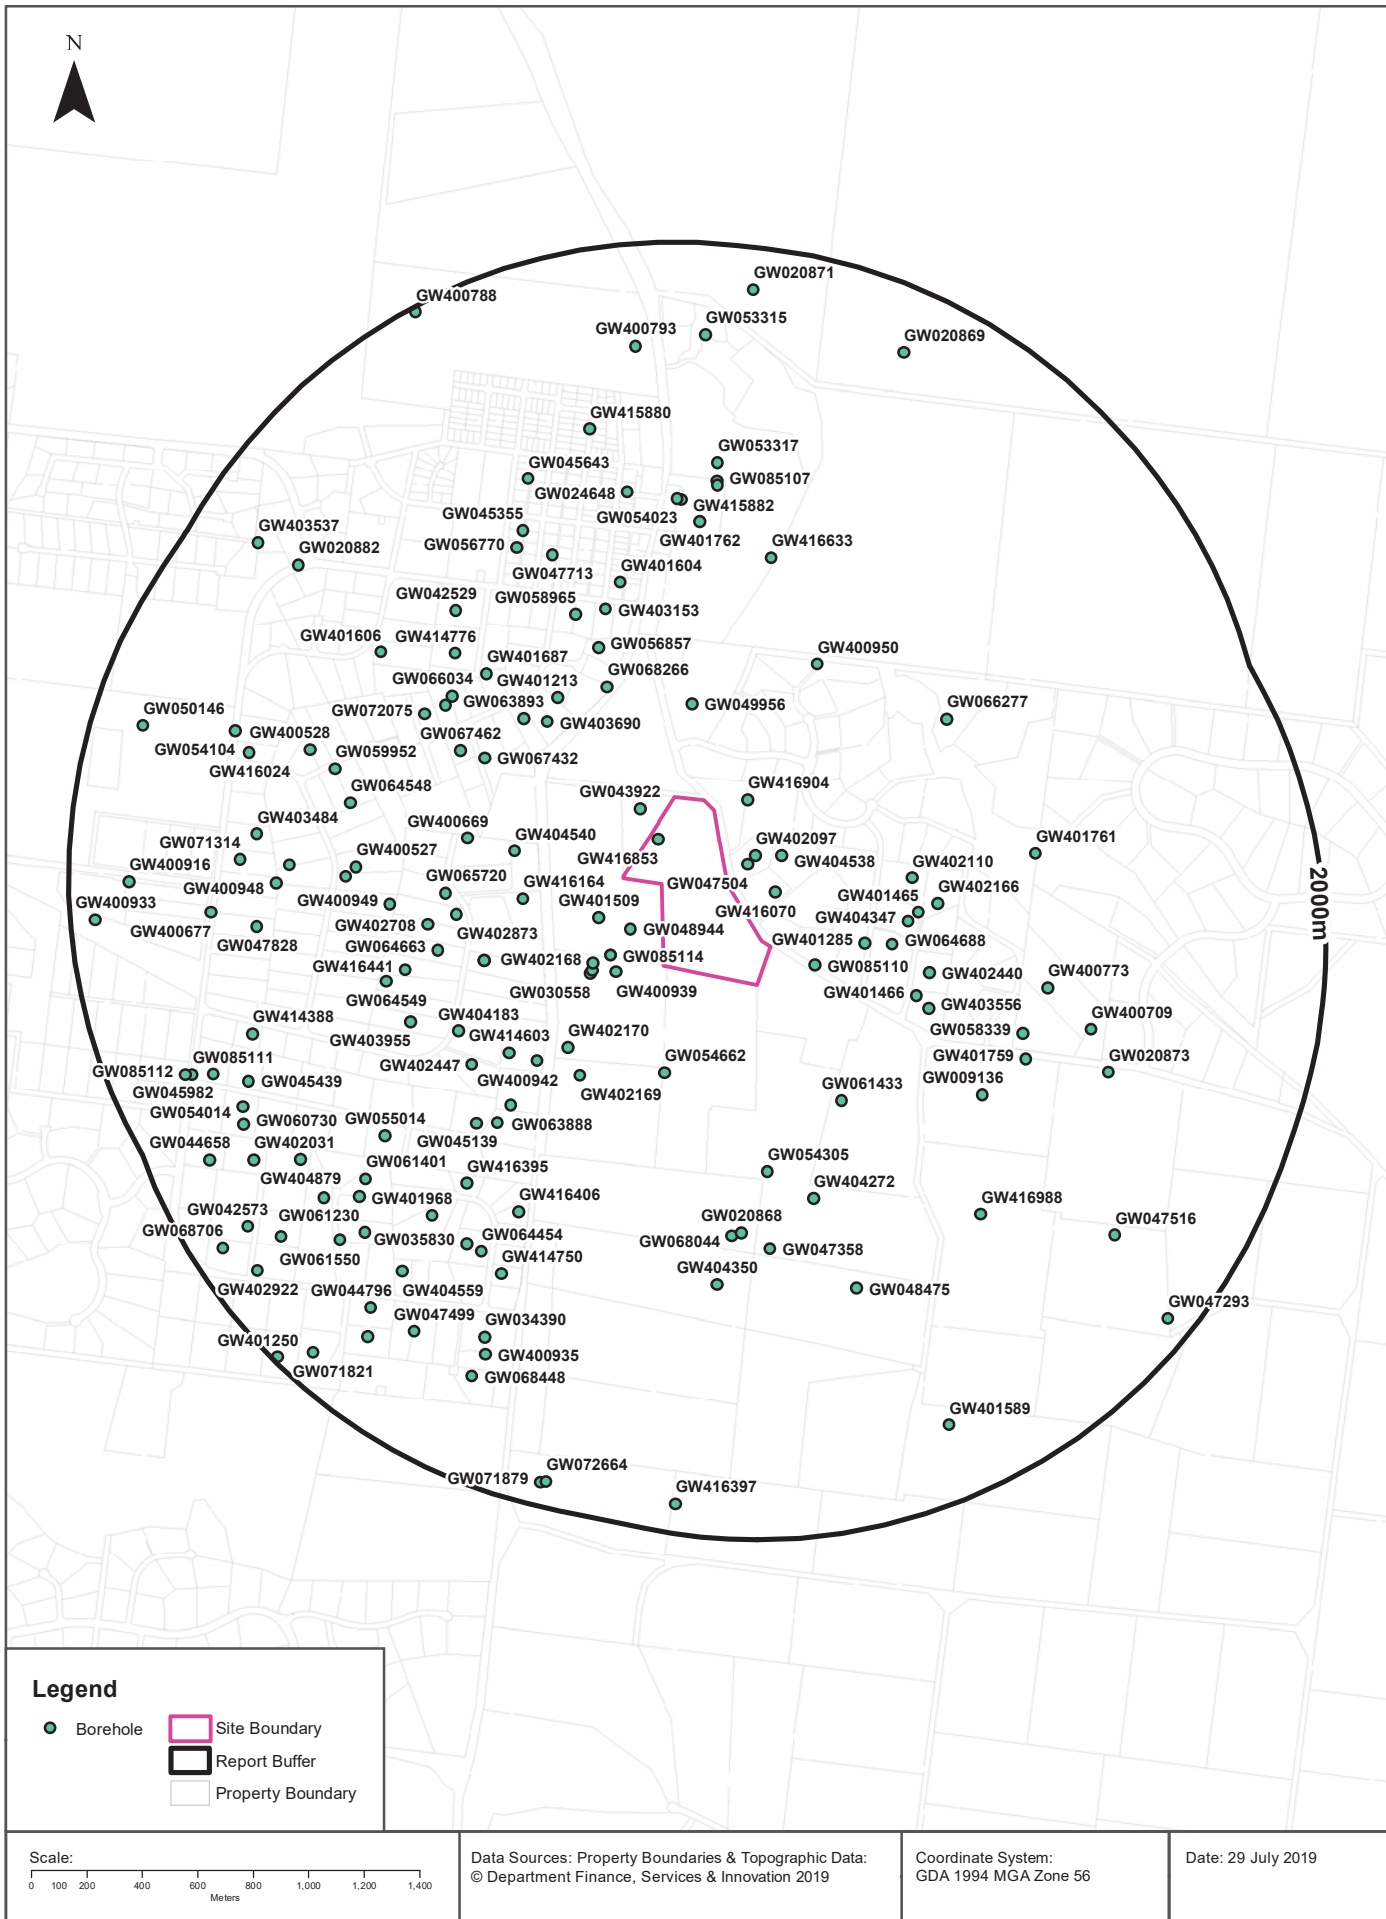 N
GW020871
GW400788
GW053315
GW400793
GW020869
GW415880
GW053317
GW045643
GW085107
GW024648
GW415882
GW054023
GW045355
GW403537
GW401762
GW416633
GW056770
GW020882
GW047713
GW401604
GW042529
GW058965
GW403153
GW401606
GW414776
GW056857
GW401687
GW400950
GW068266
GW066034
GW401213
GW063893
GW049956
GW066277
GW050146
GW072075
GW403690
GW400528
GW067462
GW054104
GW059952
GW067432
GW416024
GW064548
GW416904
GW043922
GW403484
GW400669
GW404540
GW401761
GW071314
GW402097
GW416853
GW404538
GW400916
GW400527
GW402110
GW065720
GW416164
GW047504
GW400948
GW401465
GW402166
GW400933
GW400949
GW401509
GW416070
GW404347
GW400677
GW402708
GW402873
GW048944
2000m
GW047828
GW064663
GW401285
GW064688
GW402168
GW085114
GW416441
GW085110
GW402440
GW400773
GW030558
GW400939
GW064549
GW401466
GW403556
GW414388
GW404183
GW400709
GW403955
GW414603
GW402170
GW058339
GW085111
GW402447
GW054662
GW401759
GW020873
GW085112
GW400942
GW009136
GW045982
GW045439
GW402169
GW061433
GW054014
GW060730
GW055014
GW063888
GW044658
GW402031
GW045139
GW054305
GW061401
GW416395
GW404879
GW404272
GW401968
GW416406
GW416988
GW042573
GW061230
GW068706
GW035830
GW064454
GW020868
GW047516
GW068044
GW047358
GW061550
GW414750
GW404350
GW402922
GW044796
GW404559
GW048475
GW047293
GW047499
GW034390
GW401250
GW400935
GW071821
GW068448
GW401589
GW071879
GW072664
GW416397
Legend
Borehole
Site Boundary
Report Buffer
Property Boundary
Scale:
0 100 200 400 600 800 1,000 1,200 1,400
Meters
Data Sources: Property Boundaries & Topographic Data:
© Department Finance, Services & Innovation 2019
Coordinate System:
GDA 1994 MGA Zone 56
Date: 29 July 2019